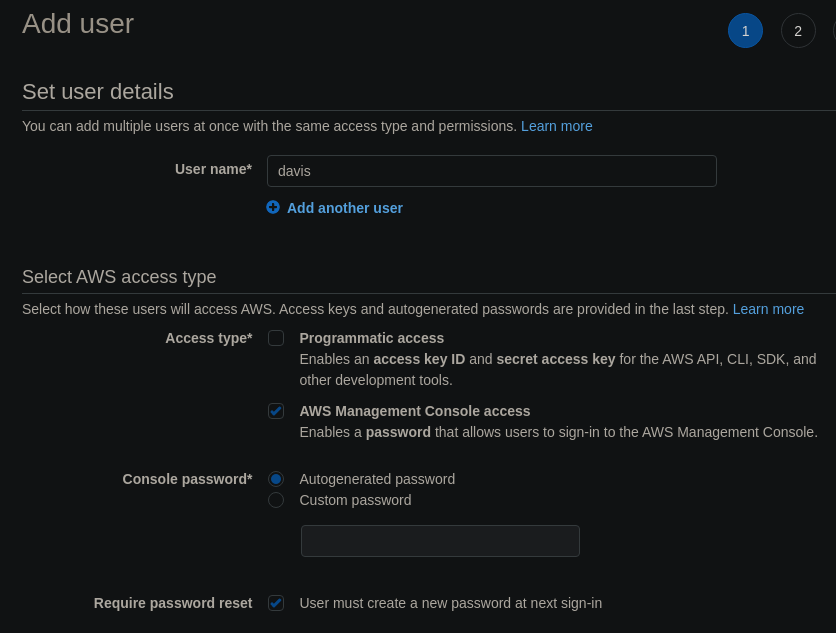 Add user
1 2
Set user details
You can add multiple users at once with the same access type and permissions. Learn more
User name* davis
Add another user
Select AWS access type
Select how these users will access AWS. Access keys and autogenerated passwords are provided in the last step. Learn more
Access type* Programmatic access
Enables an access key ID and secret access key for the AWS API, CLI, SDK, and
other development tools.
AWS Management Console access
Enables a password that allows users to sign-in to the AWS Management Console.
Console password* Autogenerated password
Custom password
Require password reset User must create a new password at next sign-in